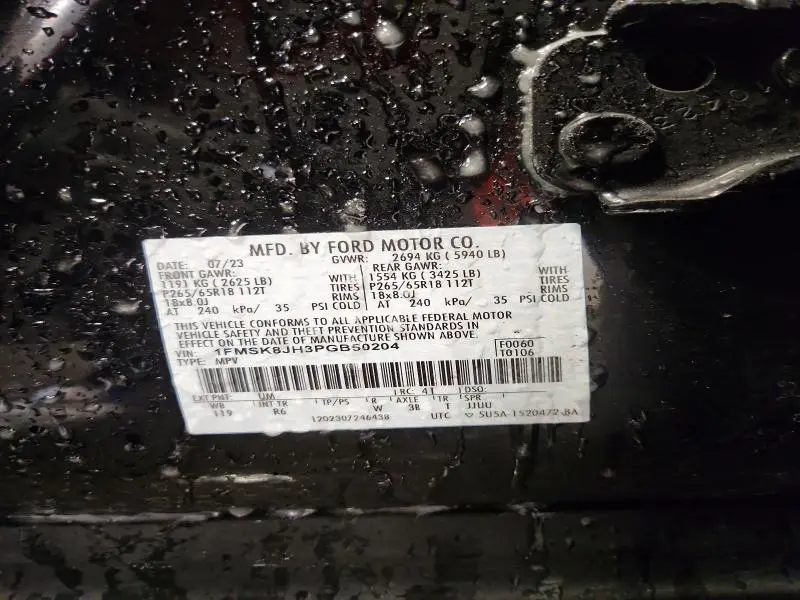 MFD. BY FORD MOTOR CO.
DATE: 07/23 GVWR: 2694 KG ( 5940 LB)
FRONT GAWR: REAR GAWR:
1191 KG ( 2625 LB) WITH 1554 KG ( 3425 LB) WITH
P265/65R18 112T TIRES P265/65R18 112T TIRES
18x8.0J RIMS 18x8.0J RIMS
AT 240 kPa/ 35 PSI COLD AT 240 kPa/ 35 PSI COLD
THIS VEHICLE CONFORMS TO ALL APPLICABLE FEDERAL MOTOR
VEHICLE SAFETY AND THEFT PREVENTION STANDARDS IN
EFFECT ON THE DATE OF MANUFACTURE SHOWN ABOVE.
VIN: 1FMSK8JH3PGB50204 F0060
TYPE: MPV T0106
EXT PNT: UM RC: 41 DSO:
WB INT TR TP/PS R AXLE TR SPR
119 R6 W 3B T JJUU
1202307246438 UTC ▽ SU5A-1520472-BA